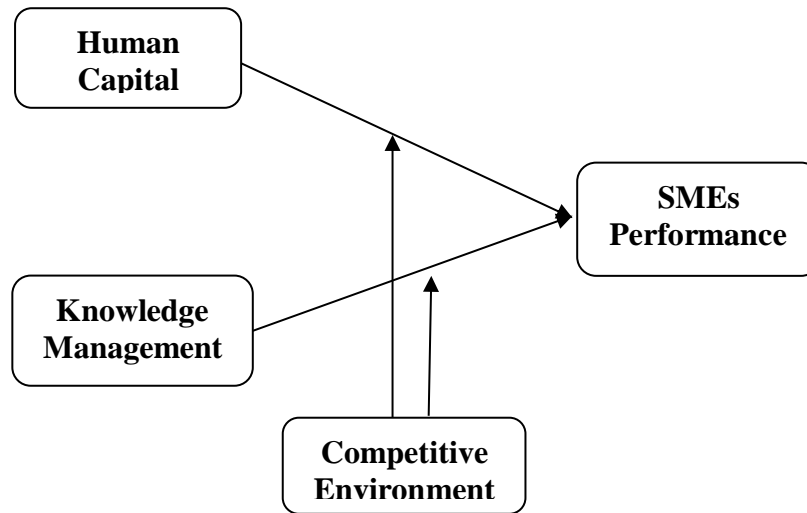 Human
Capital
SMEs
Performance
Knowledge
Management
Competitive
Environment